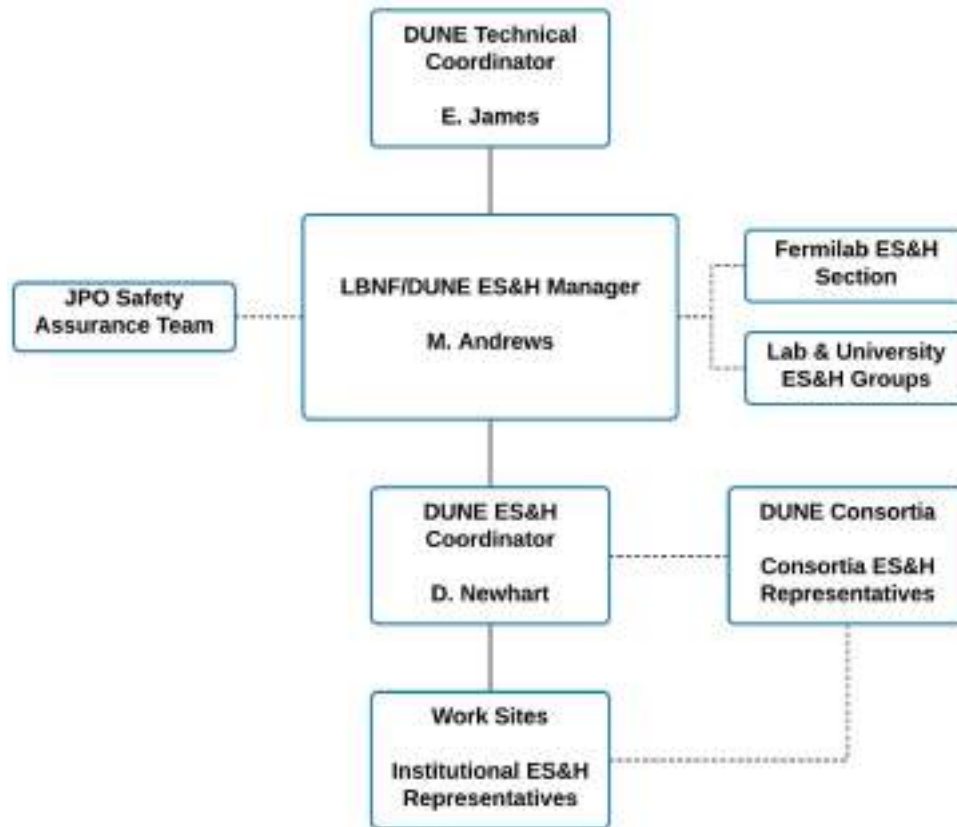 DUNE Technical
Coordinator
E. James
LBNF/DUNE ES&H Manager
M. Andrews
JPO Safety
Assurance Team
Fermilab ES&H
Section
Lab & University
ES&H Groups
DUNE ES&H
Coordinator
D. Newhart
DUNE Consortia
Consortia ES&H
Representatives
Work Sites
Institutional ES&H
Representatives